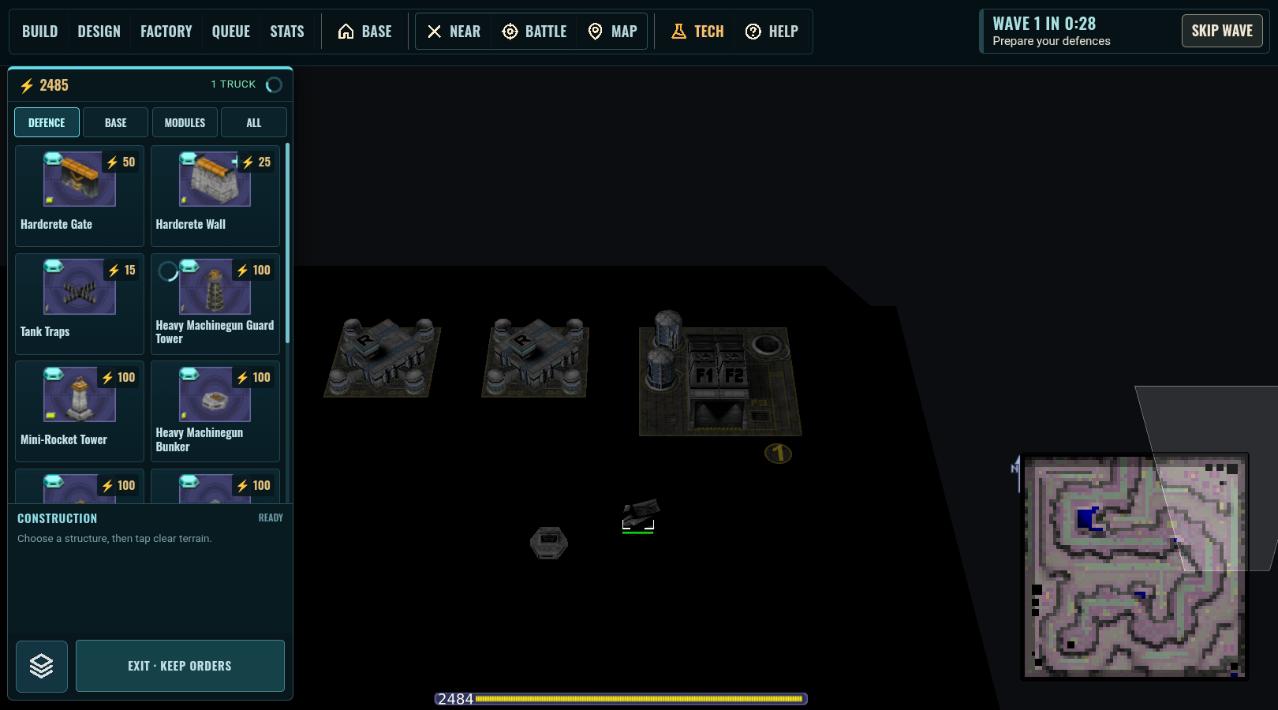 BUILD DESIGN FACTORY QUEUE STATS BASE NEAR BATTLE MAP TECH HELP
WAVE 1 IN 0:28
Prepare your defences
SKIP WAVE
2485
1 TRUCK
DEFENCE BASE MODULES ALL
50
25
Hardcrete Gate
Hardcrete Wall
15
100
Tank Traps
Heavy Machinegun Guard
Tower
100
100
Mini-Rocket Tower
Heavy Machinegun
Bunker
100
100
CONSTRUCTION
READY
Choose a structure, then tap clear terrain.
EXIT · KEEP ORDERS
R
R
F1 F2
1
N
2484